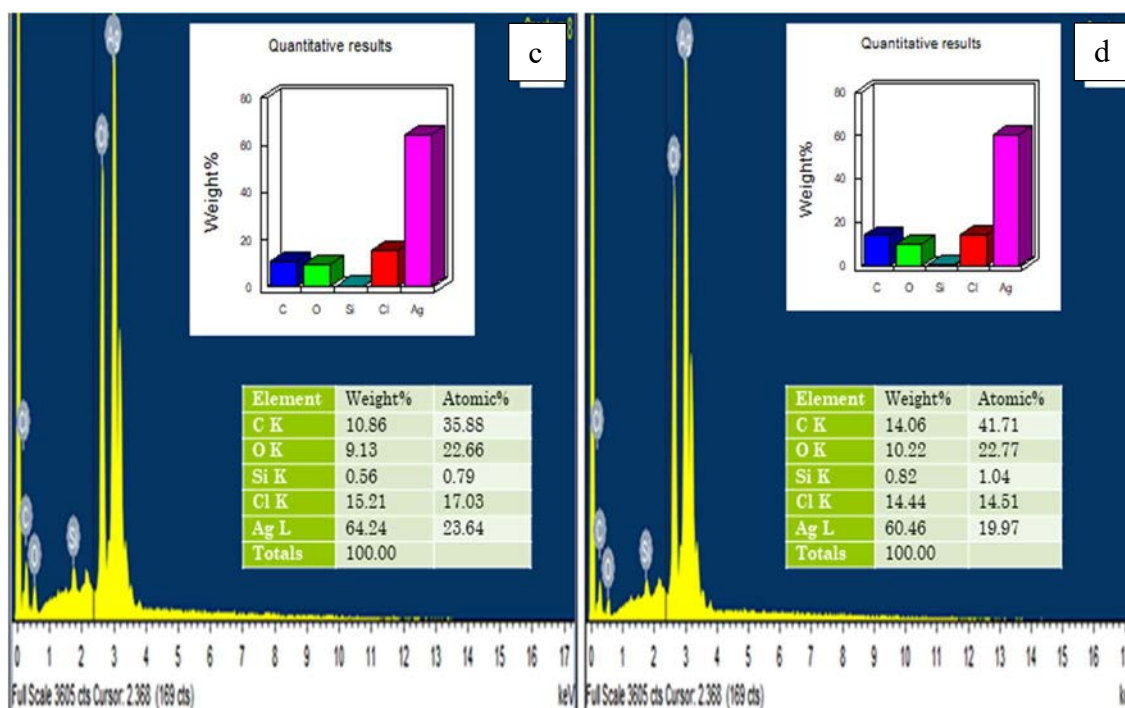 c
Ag
Quantitative results
Weight%
80
60
40
20
0
C O Si Cl Ag
Element Weight% Atomic%
C K 10.86 35.88
O K 9.13 22.66
Si K 0.56 0.79
Cl K 15.21 17.03
Ag L 64.24 23.64
Totals 100.00
Si
0 1 2 3 4 5 6 7 8 9 10 11 12 13 14 15 16 17
Full Scale 3605 cts Cursor: 2.368 (169 cts) keV
d
Ag
Quantitative results
Weight%
80
60
40
20
0
C O Si Cl Ag
Element Weight% Atomic%
C K 14.06 41.71
O K 10.22 22.77
Si K 0.82 1.04
Cl K 14.44 14.51
Ag L 60.46 19.97
Totals 100.00
Si
0 1 2 3 4 5 6 7 8 9 10 11 12 13 14 15 16
Full Scale 3605 cts Cursor: 2.368 (169 cts)